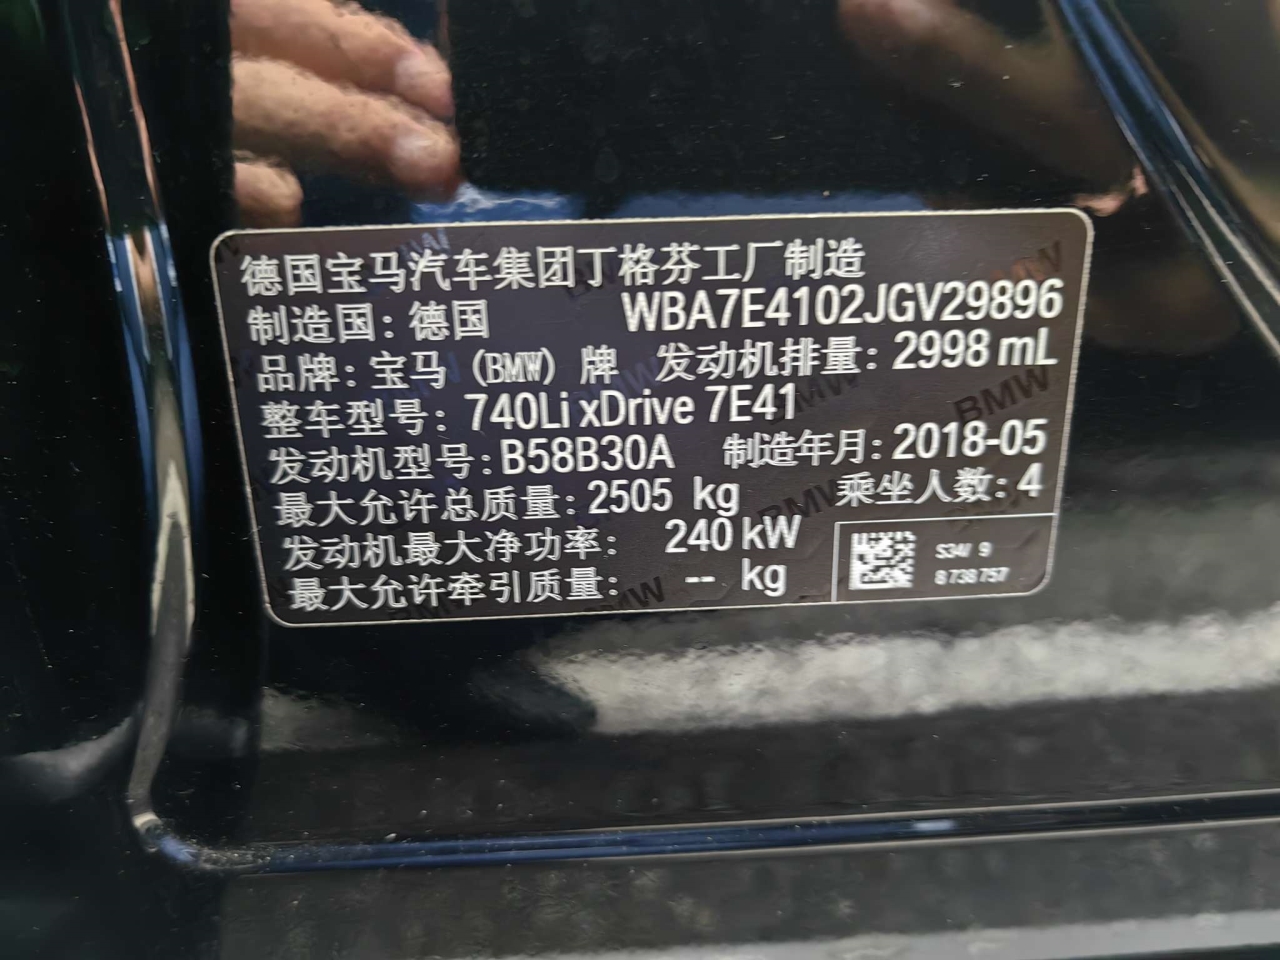 德国宝马汽车集团丁格芬工厂制造
制造国：德国 WBA7E4102JGV29896
品牌：宝马（BMW）牌 发动机排量：2998 mL
整车型号：740Li xDrive 7E41
发动机型号：B58B30A 制造年月：2018-05
最大允许总质量：2505 kg 乘坐人数：4
发动机最大净功率： 240 kW
最大允许牵引质量： -- kg
S34/ 9
8738757